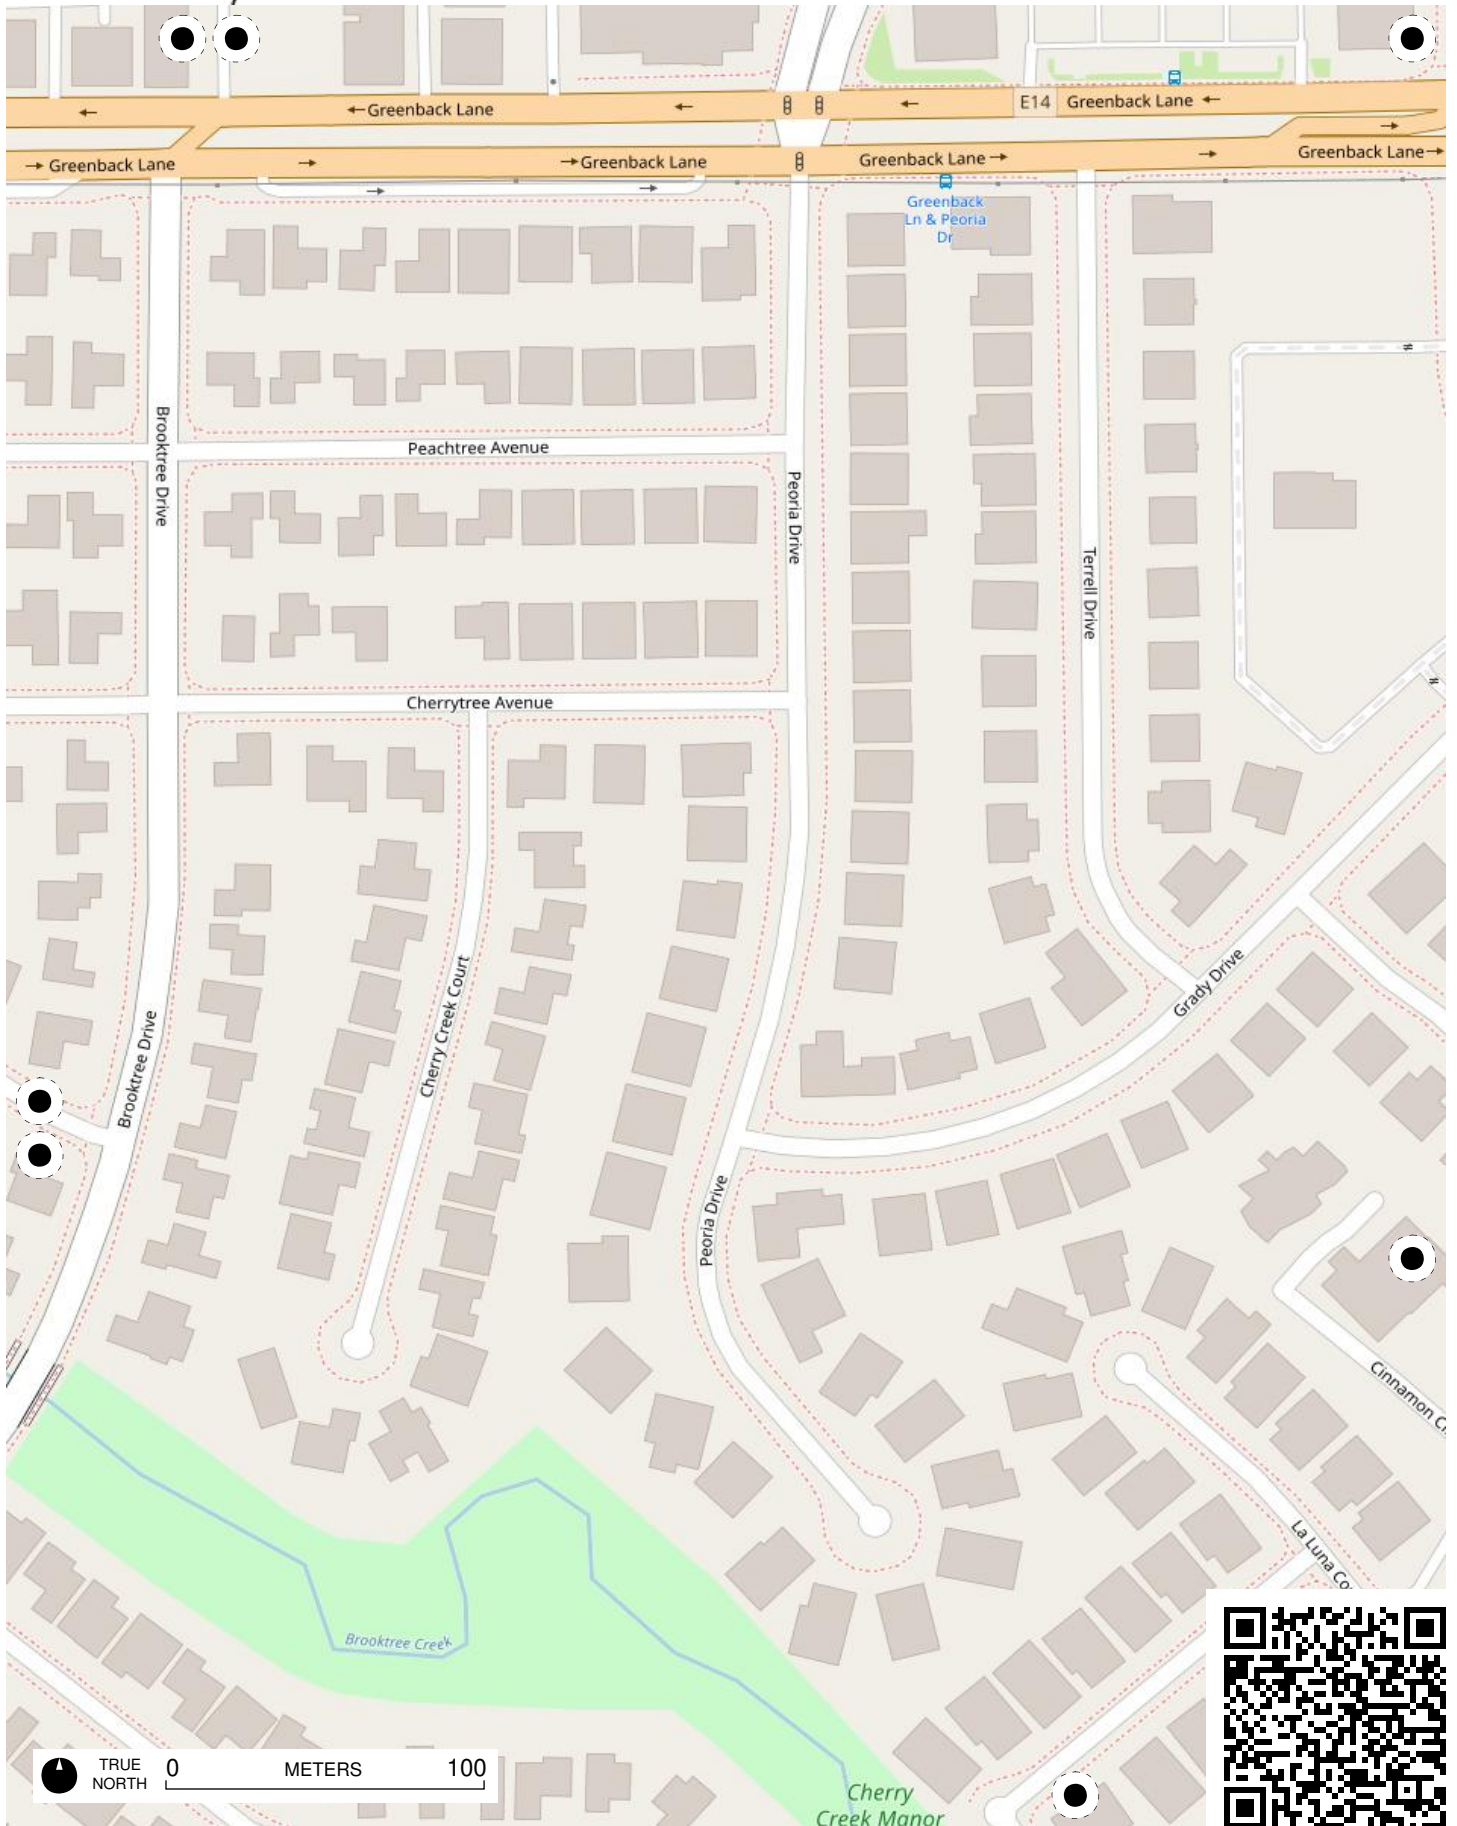 Greenback Lane
E14
Greenback Lane
Greenback Lane
Greenback Lane
Greenback Lane
Greenback Lane
Greenback
Ln & Peoria
Dr
Brooktree Drive
Peachtree Avenue
Peoria Drive
Terrell Drive
Cherrytree Avenue
Cherry Creek Court
Grady Drive
Brooktree Drive
Peoria Drive
Cinnamon C
La Luna Co
Brooktree Creek
TRUE
NORTH
0
METERS
100
Cherry
Creek Manor